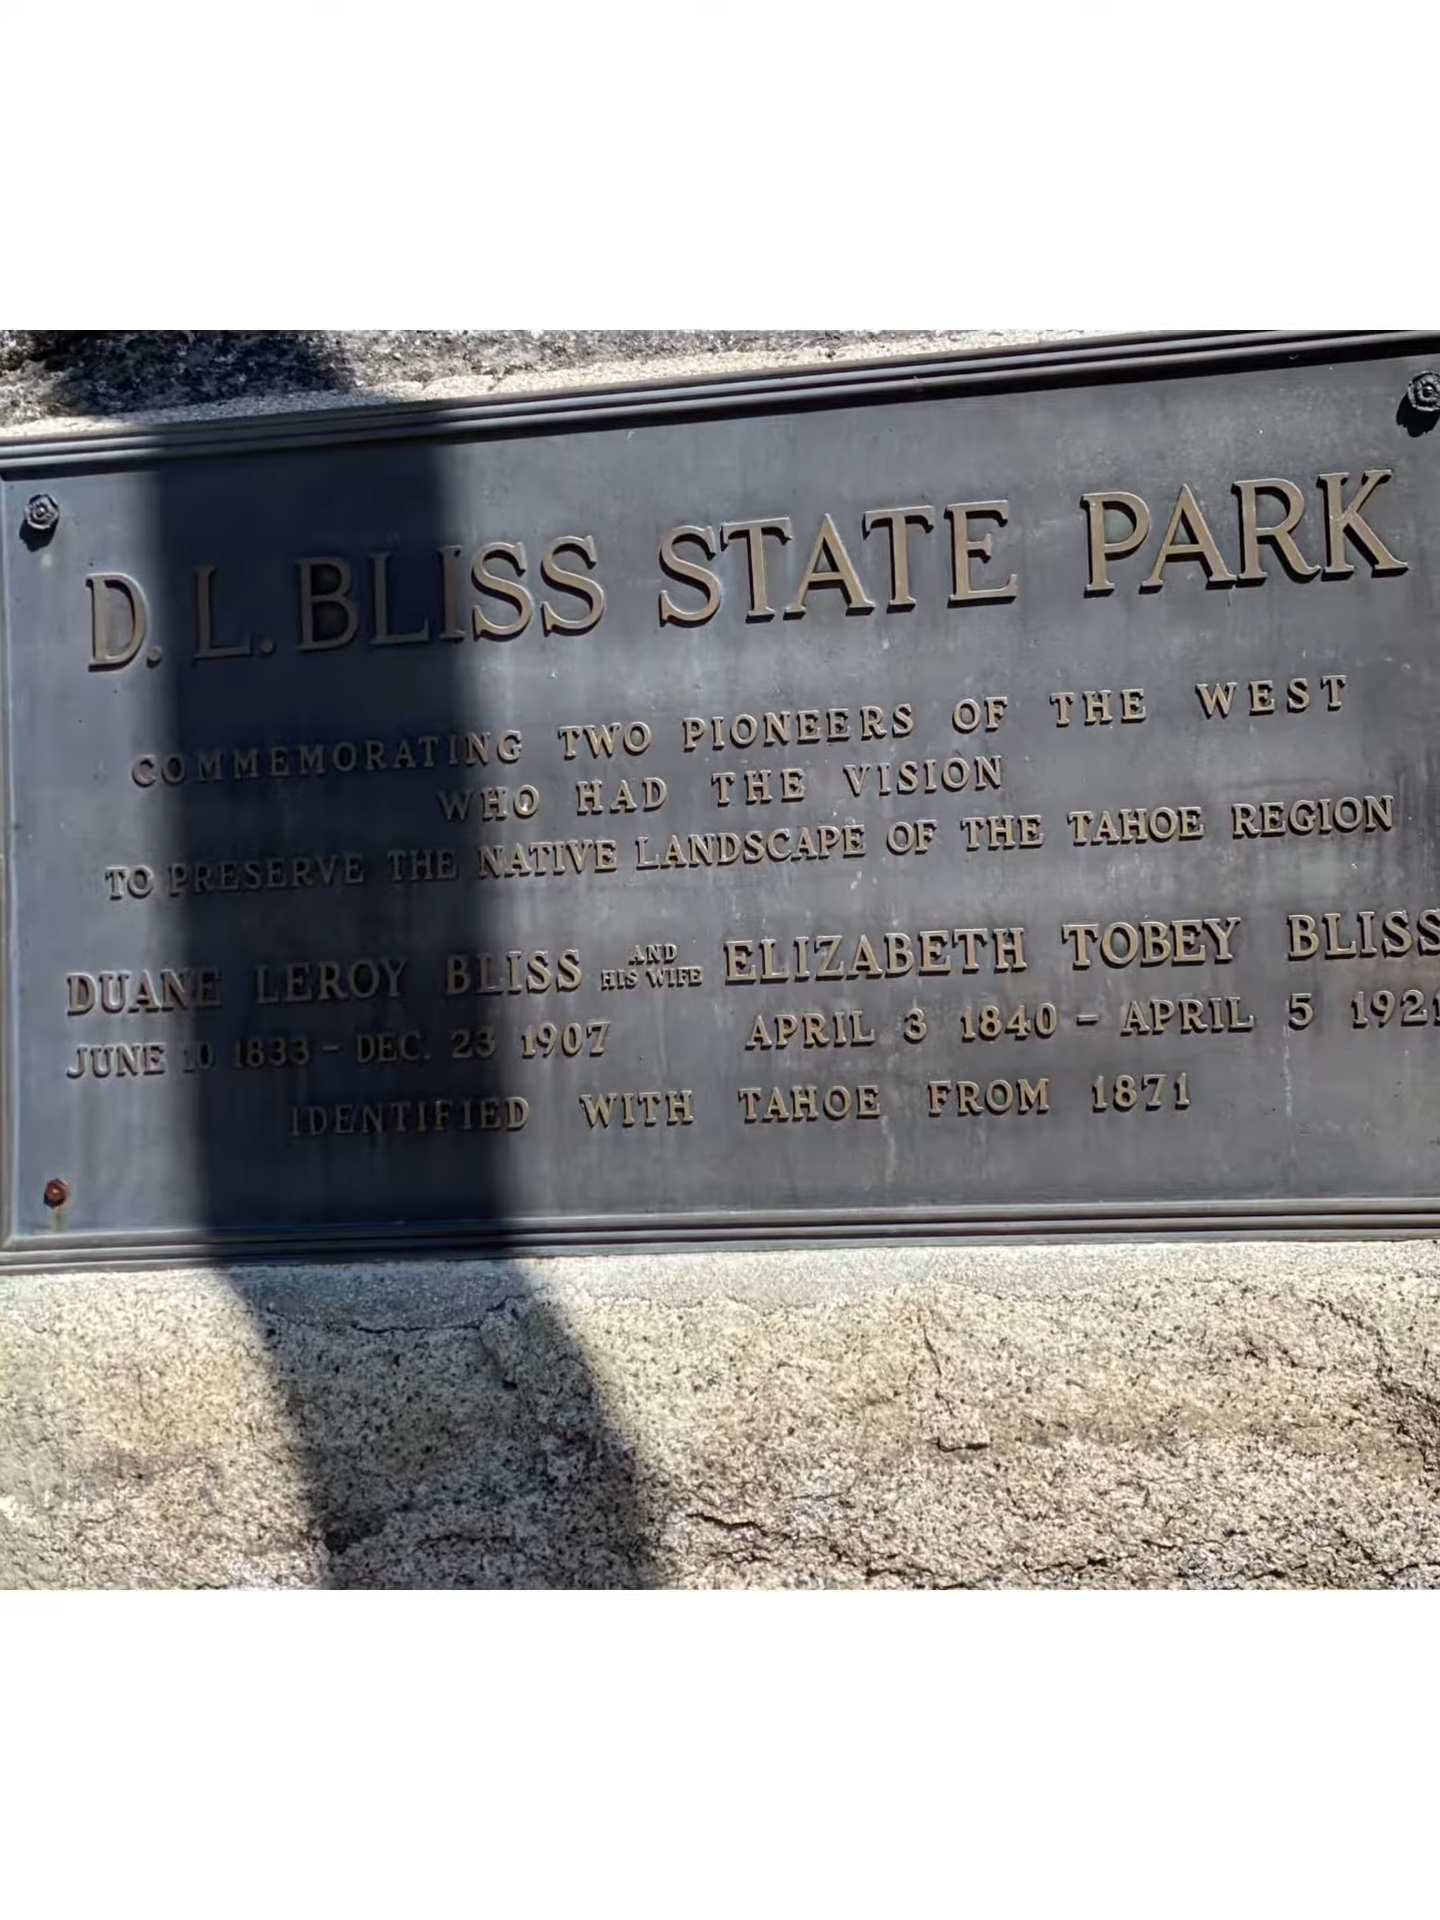 D. L. BLISS STATE PARK
COMMEMORATING TWO PIONEERS OF THE WEST
WHO HAD THE VISION
TO PRESERVE THE NATIVE LANDSCAPE OF THE TAHOE REGION
DUANE LEROY BLISS AND HIS WIFE ELIZABETH TOBEY BLISS
JUNE 10 1833 - DEC. 23 1907 APRIL 3 1840 - APRIL 5 1921
IDENTIFIED WITH TAHOE FROM 1871